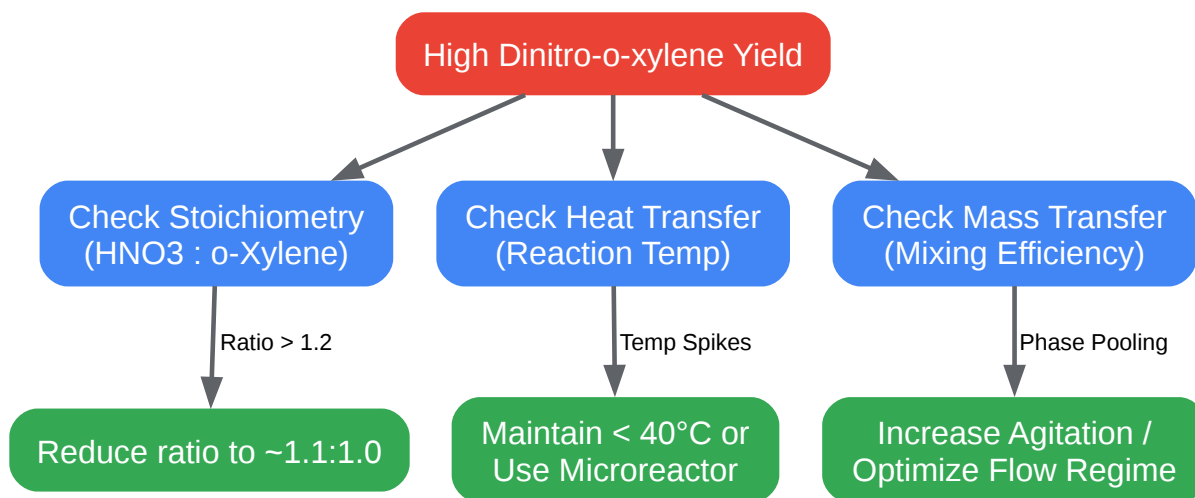 High Dinitro-o-xylene Yield
Check Stoichiometry
(HNO3 : o-Xylene)
Check Heat Transfer
(Reaction Temp)
Check Mass Transfer
(Mixing Efficiency)
Ratio > 1.2
Temp Spikes
Phase Pooling
Reduce ratio to ~1.1:1.0
Maintain < 40°C or
Use Microreactor
Increase Agitation /
Optimize Flow Regime